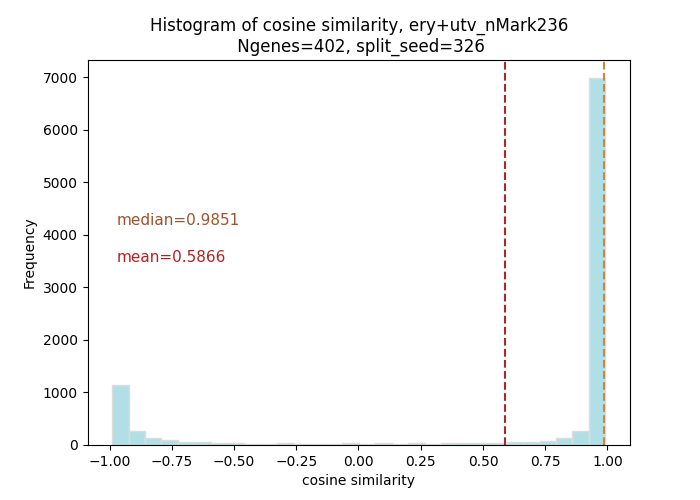 Histogram of cosine similarity, ery+utv_nMark236
Ngenes=402, split_seed=326
7000
6000
5000
4000
3000
2000
1000
0
Frequency
median=0.9851
mean=0.5866
−1.00 −0.75 −0.50 −0.25 0.00 0.25 0.50 0.75 1.00
cosine similarity